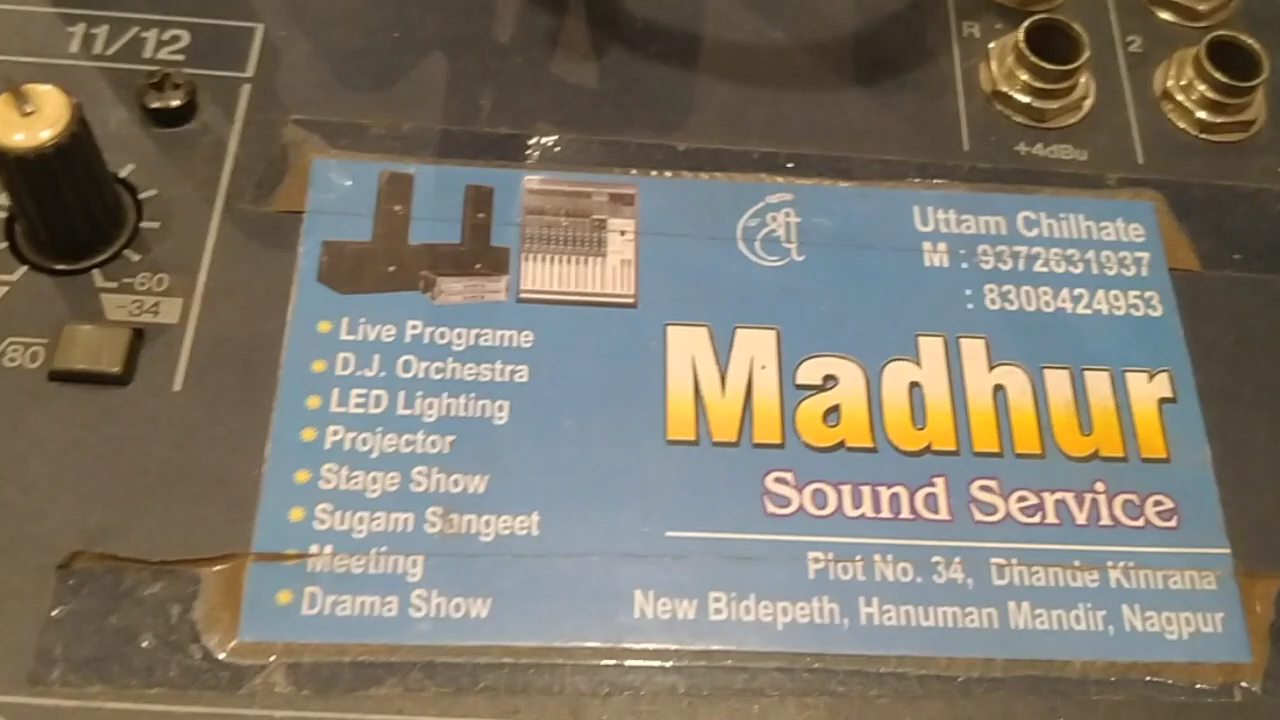 11/12
R
2
+4dBu
-60
-34
80
श्री
Uttam Chilhate
M : 9372631937
: 8308424953
Live Programe
D.J. Orchestra
LED Lighting
Projector
Stage Show
Sugam Sangeet
Meeting
Drama Show
Madhur
Sound Service
Plot No. 34, Dhande Kinrana
New Bidepeth, Hanuman Mandir, Nagpur